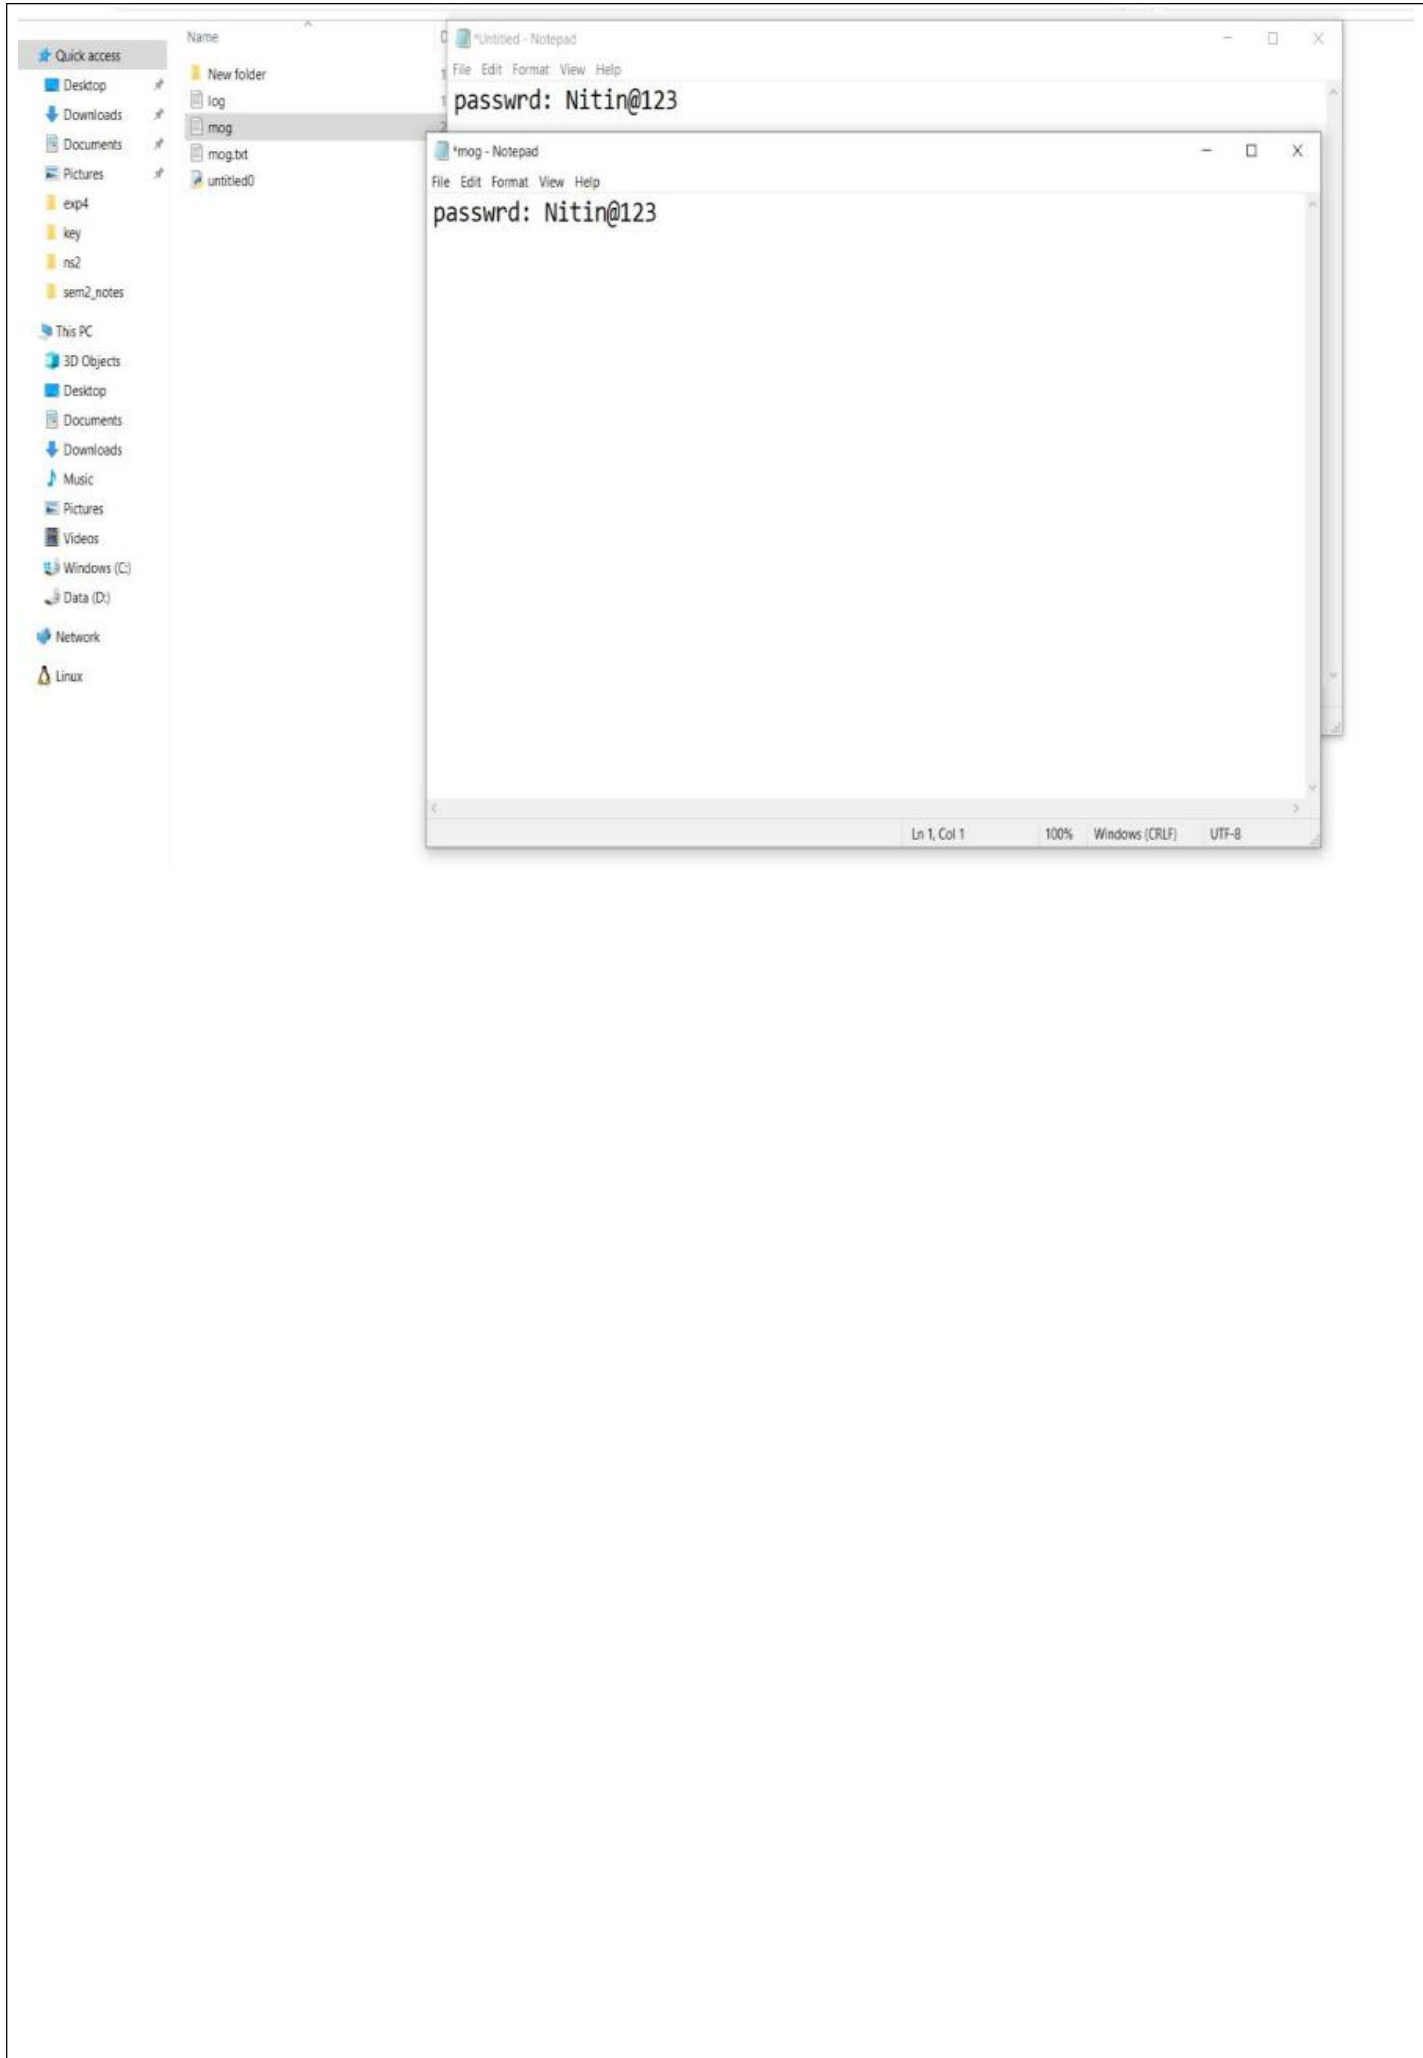 Quick access
Desktop
Downloads
Documents
Pictures
exp4
key
ns2
sem2_notes
This PC
3D Objects
Desktop
Documents
Downloads
Music
Pictures
Videos
Windows (C:)
Data (D:)
Network
Linux
Name
New folder
log
mog
mog.txt
untitled0
*Untitled - Notepad
File Edit Format View Help
passwrd: Nitin@123
*mog - Notepad
File Edit Format View Help
passwrd: Nitin@123
Ln 1, Col 1 100% Windows (CRLF) UTF-8